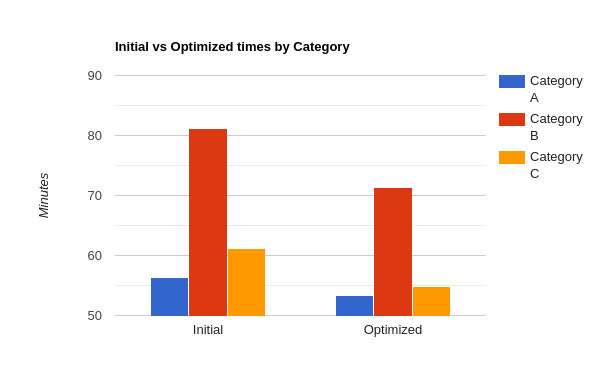 Initial vs Optimized times by Category
90
80
70
60
50
Minutes
Initial
Optimized
Category
A
Category
B
Category
C